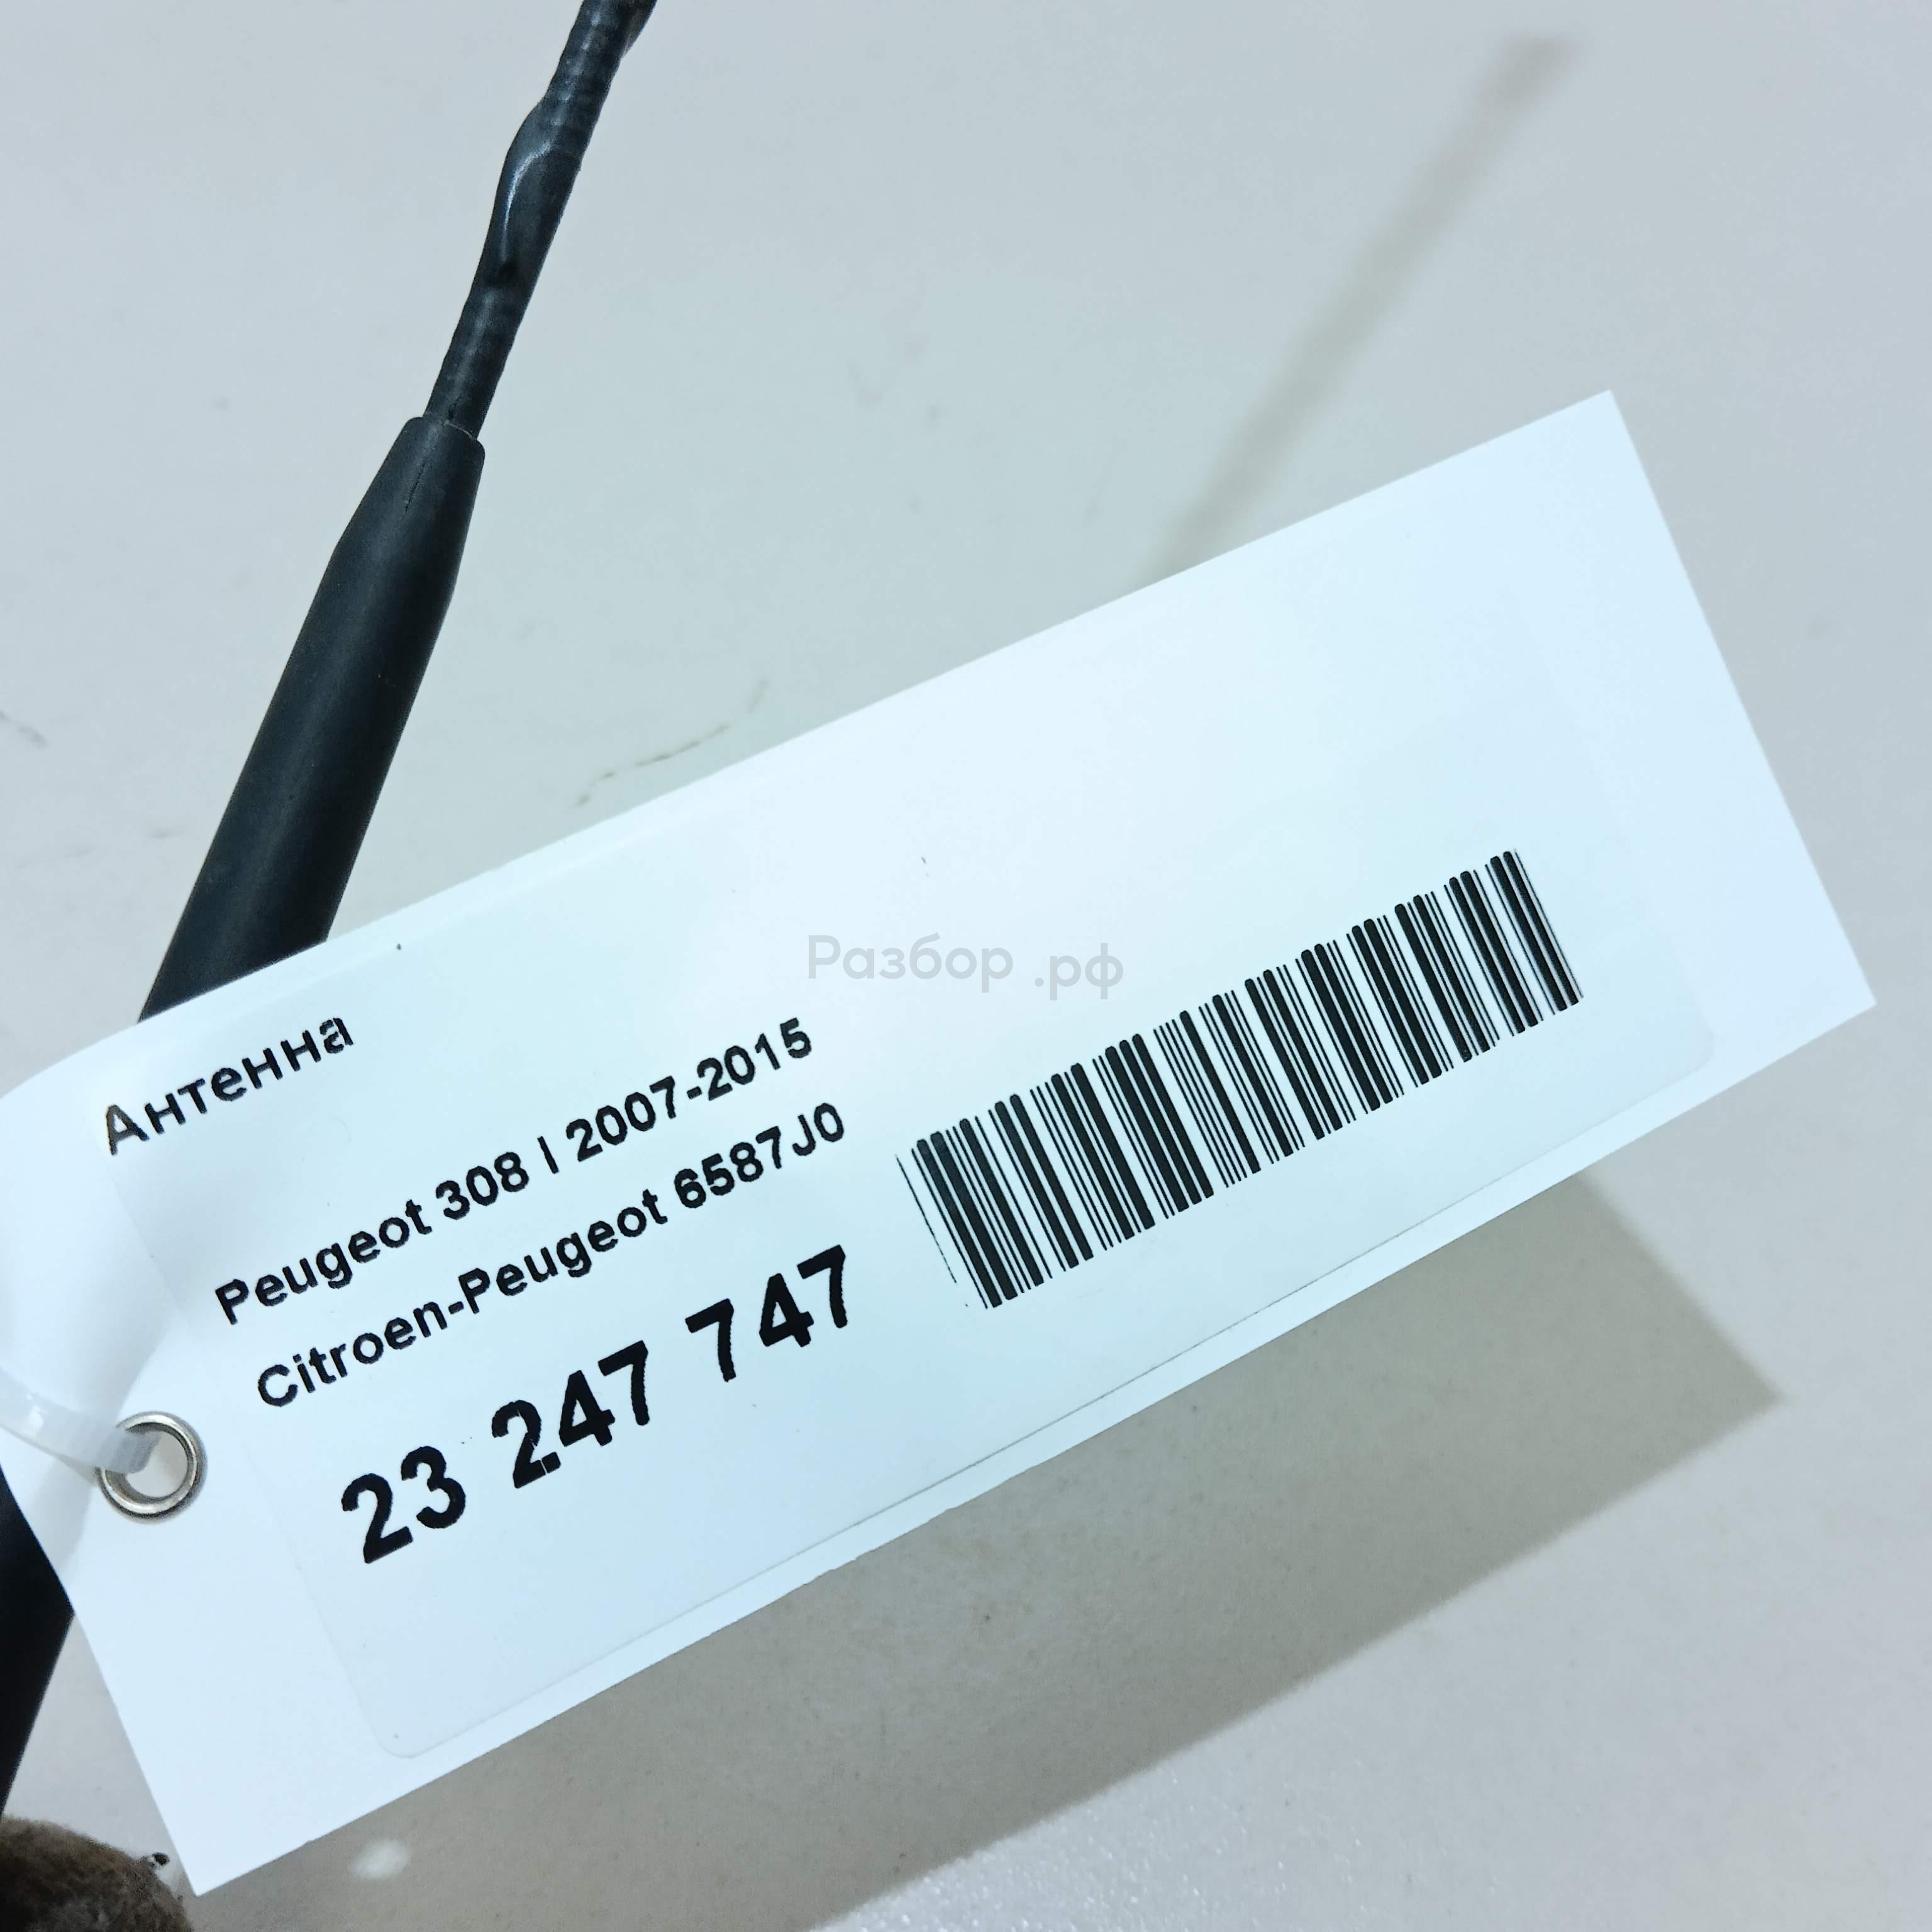 Разбор.рф
Антенна
Peugeot 308 I 2007-2015
Citroen-Peugeot 6587J0
23 247 747